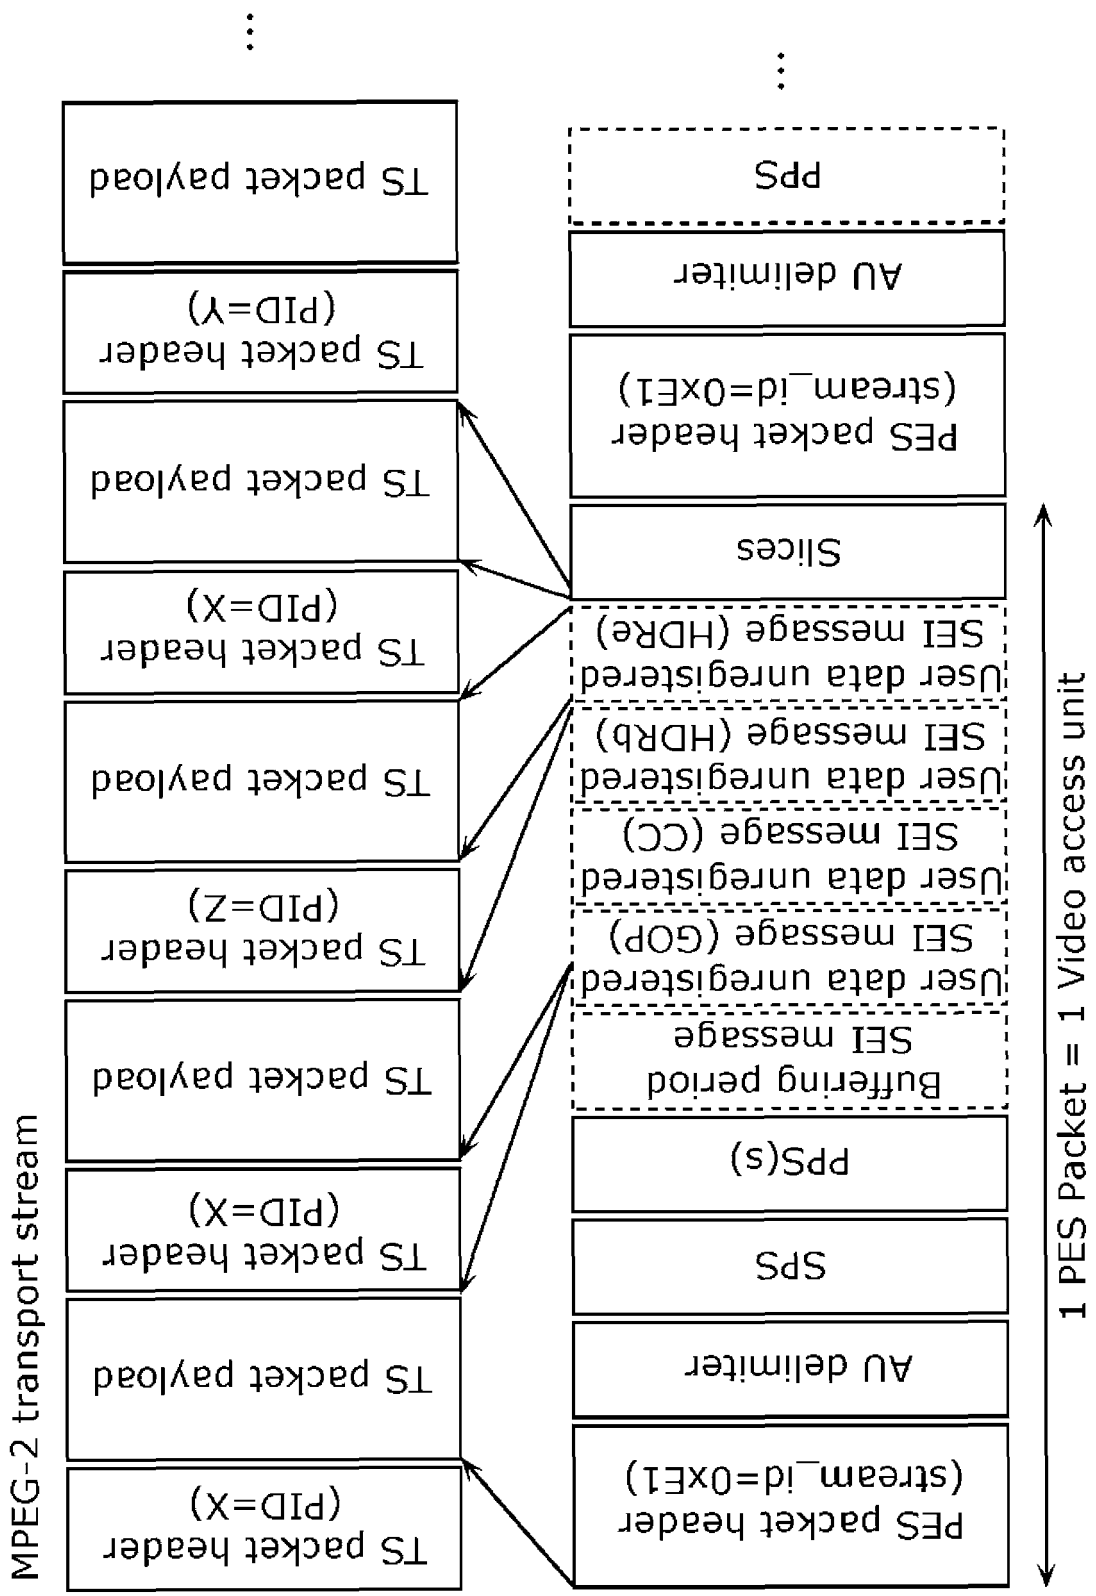 MPEG-2 transport stream
TS packet header
(PID=X)
TS packet payload
TS packet header
(PID=X)
TS packet payload
TS packet header
(PID=Z)
TS packet payload
TS packet header
(PID=X)
TS packet payload
TS packet header
(PID=Y)
TS packet payload
...
PES packet header
(stream_id=0xE1)
AU delimiter
SPS
PPS(s)
Buffering period
SEI message
User data unregistered
SEI message (GOP)
User data unregistered
SEI message (CC)
User data unregistered
SEI message (HDRb)
User data unregistered
SEI message (HDRe)
Slices
PES packet header
(stream_id=0xE1)
AU delimiter
PPS
...
1 PES Packet = 1 Video access unit